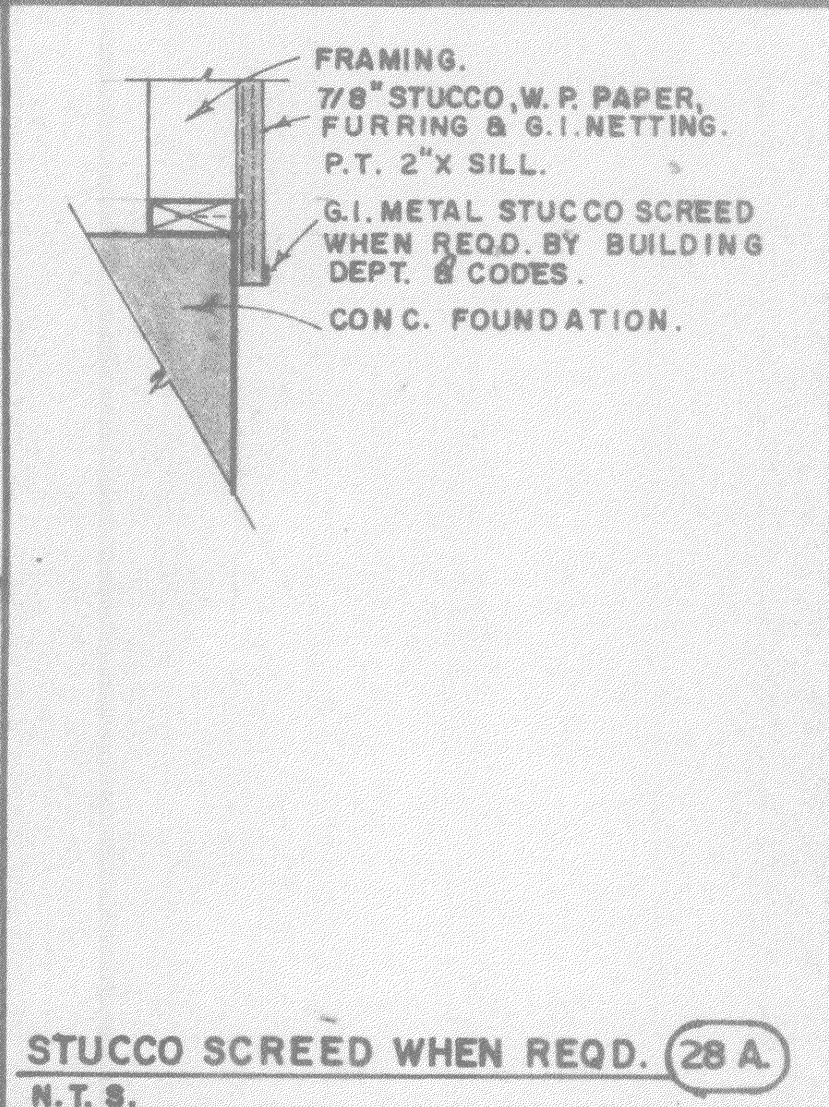 FRAMING.
7/8" STUCCO, W. P. PAPER,
FURRING & G.I. NETTING.
P.T. 2"X SILL.
G.I. METAL STUCCO SCREED
WHEN REQD. BY BUILDING
DEPT. & CODES.
CONC. FOUNDATION.
STUCCO SCREED WHEN REQD. 28 A.
N.T.S.